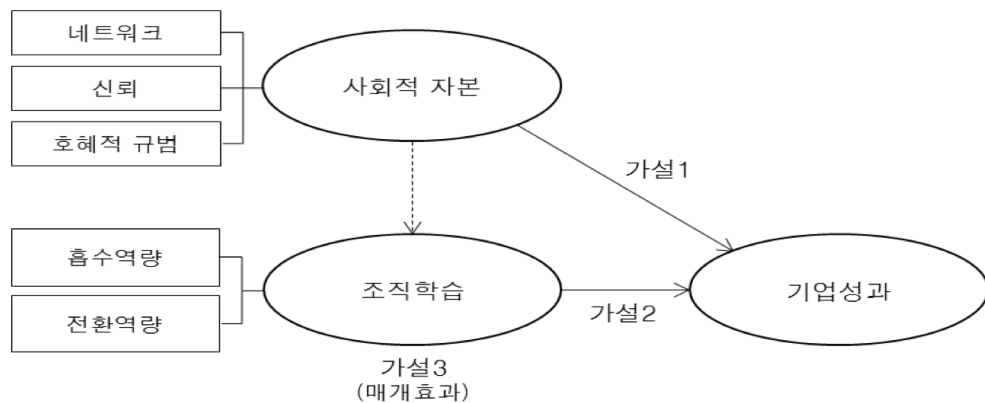 네트워크
신뢰
호혜적 규범
사회적 자본
가설1
흡수역량
전환역량
조직학습
가설2
기업성과
가설3
(매개효과)